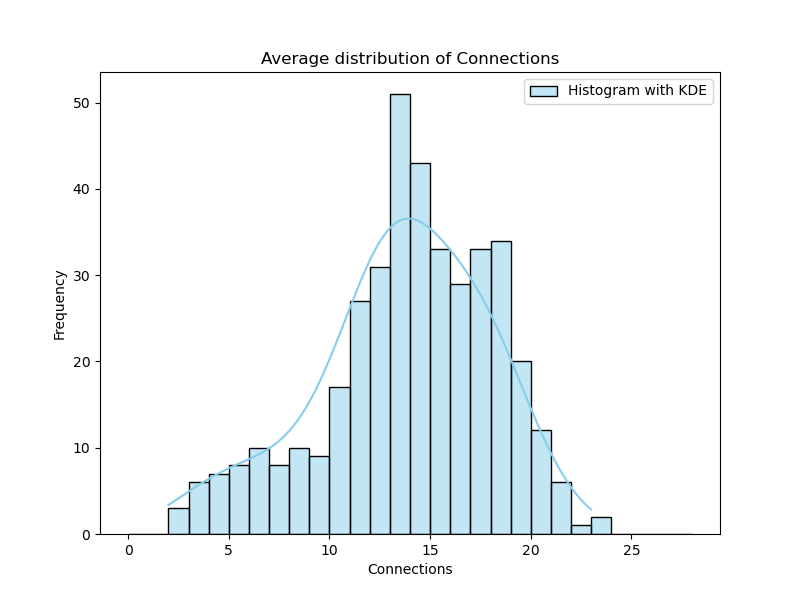 Average distribution of Connections
Histogram with KDE
50
40
30
20
10
0
Frequency
0 5 10 15 20 25
Connections